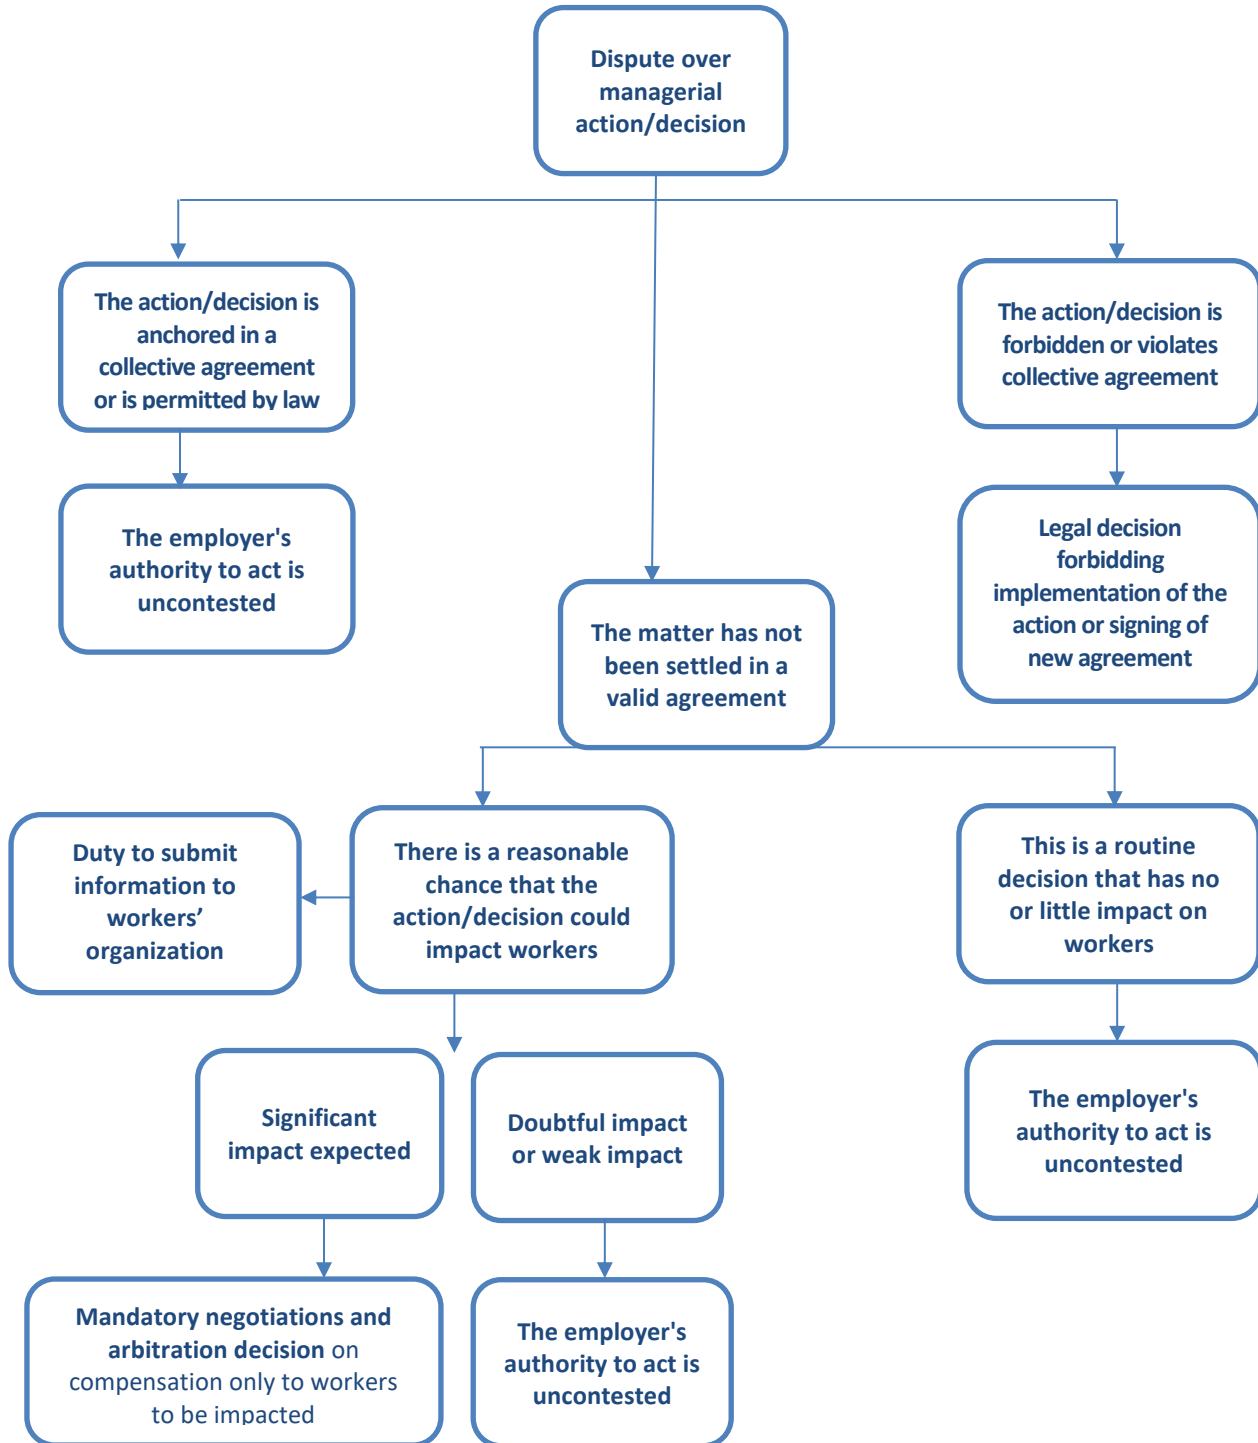 Dispute over
managerial
action/decision
The action/decision is
anchored in a
collective agreement
or is permitted by law
The action/decision is
forbidden or violates
collective agreement
The employer's
authority to act is
uncontested
Legal decision
forbidding
implementation of the
action or signing of
new agreement
The matter has not
been settled in a
valid agreement
Duty to submit
information to
workers’
organization
There is a reasonable
chance that the
action/decision could
impact workers
This is a routine
decision that has no
or little impact on
workers
Significant
impact expected
Doubtful impact
or weak impact
The employer's
authority to act is
uncontested
Mandatory negotiations and
arbitration decision on
compensation only to workers
to be impacted
The employer's
authority to act is
uncontested